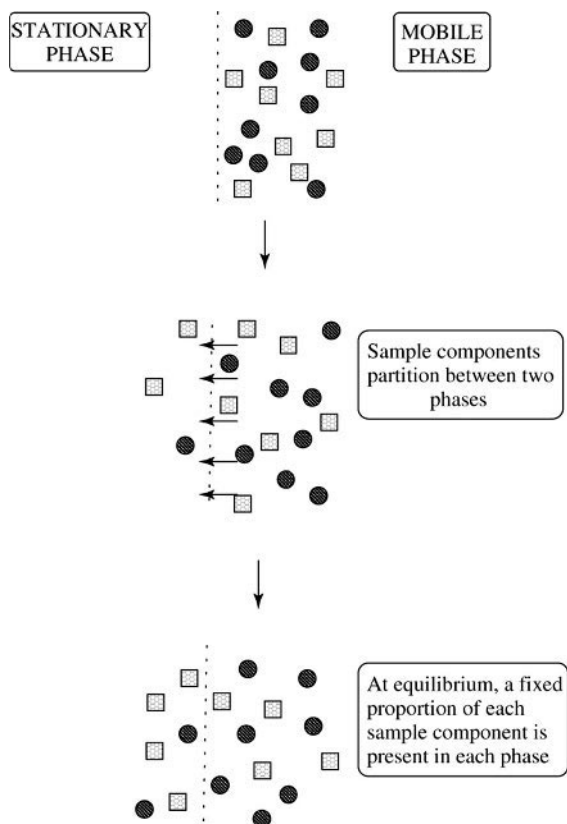 STATIONARY
PHASE
MOBILE
PHASE
Sample components
partition between two
phases
At equilibrium, a fixed
proportion of each
sample component is
present in each phase